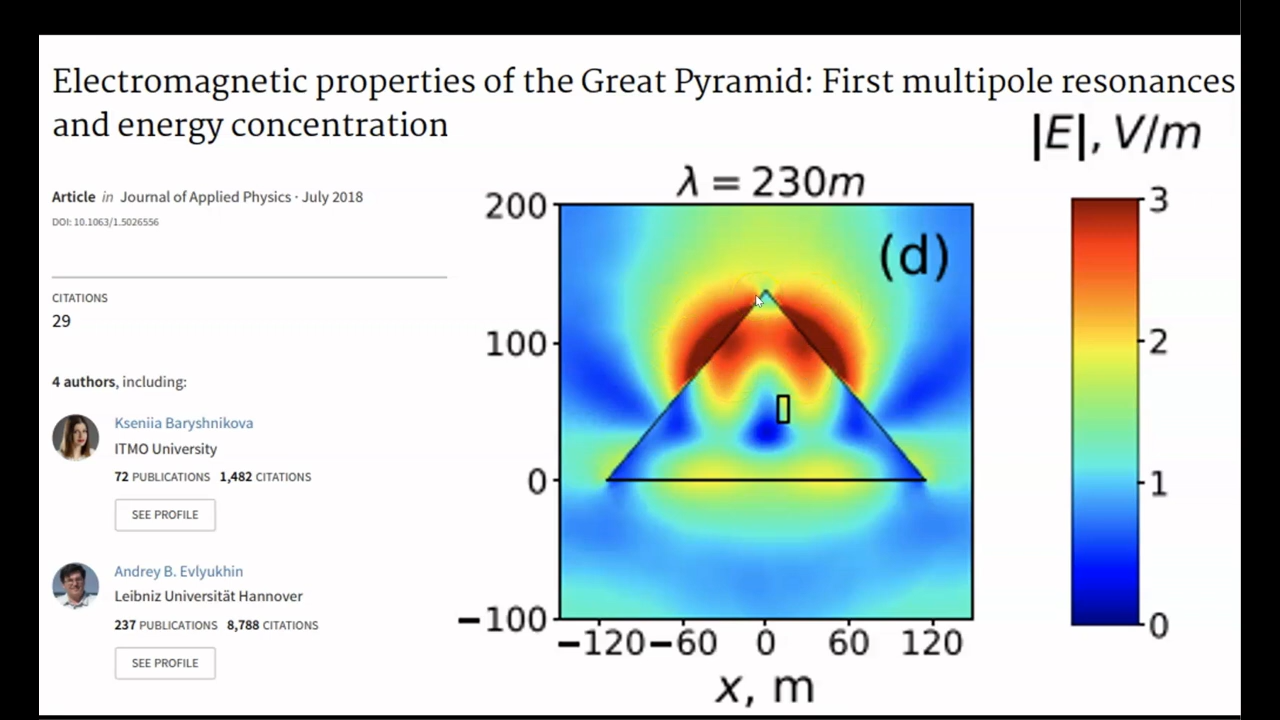 Electromagnetic properties of the Great Pyramid: First multipole resonances
and energy concentration
Article in Journal of Applied Physics · July 2018
DOI: 10.1063/1.5026556
CITATIONS
29
4 authors, including:
Kseniia Baryshnikova
ITMO University
72 PUBLICATIONS 1,482 CITATIONS
SEE PROFILE
Andrey B. Evlyukhin
Leibniz Universität Hannover
237 PUBLICATIONS 8,788 CITATIONS
SEE PROFILE
|E|, V/m
λ = 230m
(d)
200
100
0
−100
−120 −60 0 60 120
x, m
3
2
1
0